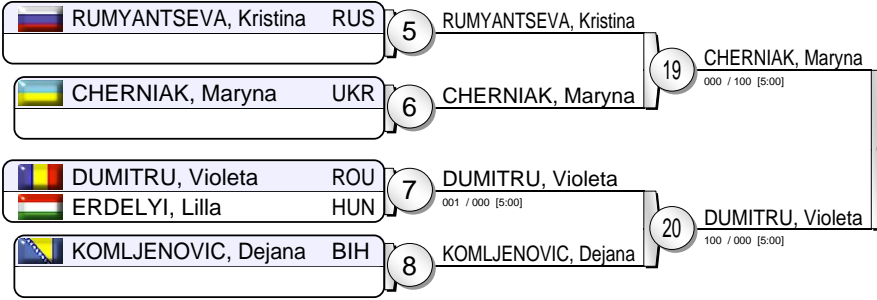 RUMYANTSEVA, Kristina RUS
5
RUMYANTSEVA, Kristina
CHERNIAK, Maryna UKR
6
CHERNIAK, Maryna
19
CHERNIAK, Maryna
000 / 100 [5:00]
DUMITRU, Violeta ROU
ERDELYI, Lilla HUN
7
DUMITRU, Violeta
001 / 000 [5:00]
KOMLJENOVIC, Dejana BIH
8
KOMLJENOVIC, Dejana
20
DUMITRU, Violeta
100 / 000 [5:00]